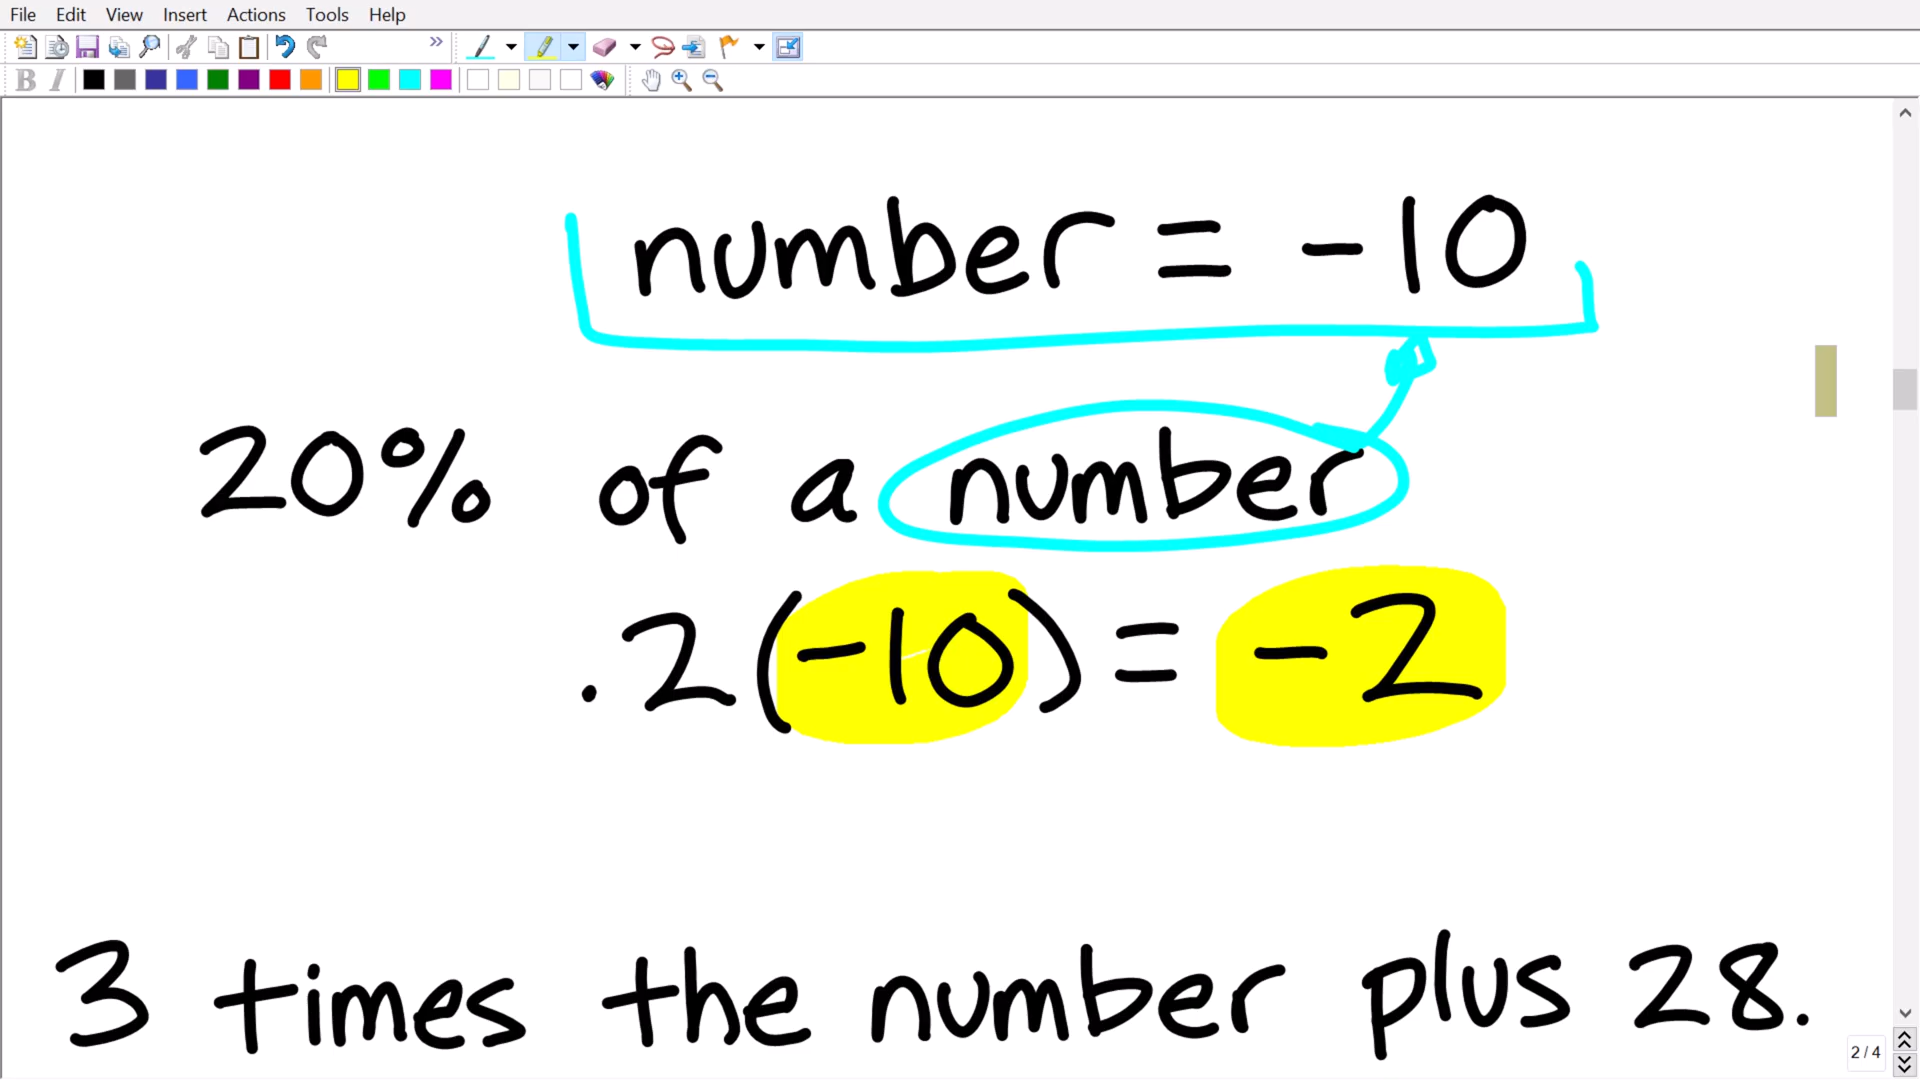 File Edit View Insert Actions Tools Help
B I
number = -10
20% of a number
.2(-10) = -2
3 times the number plus 28.
2 / 4